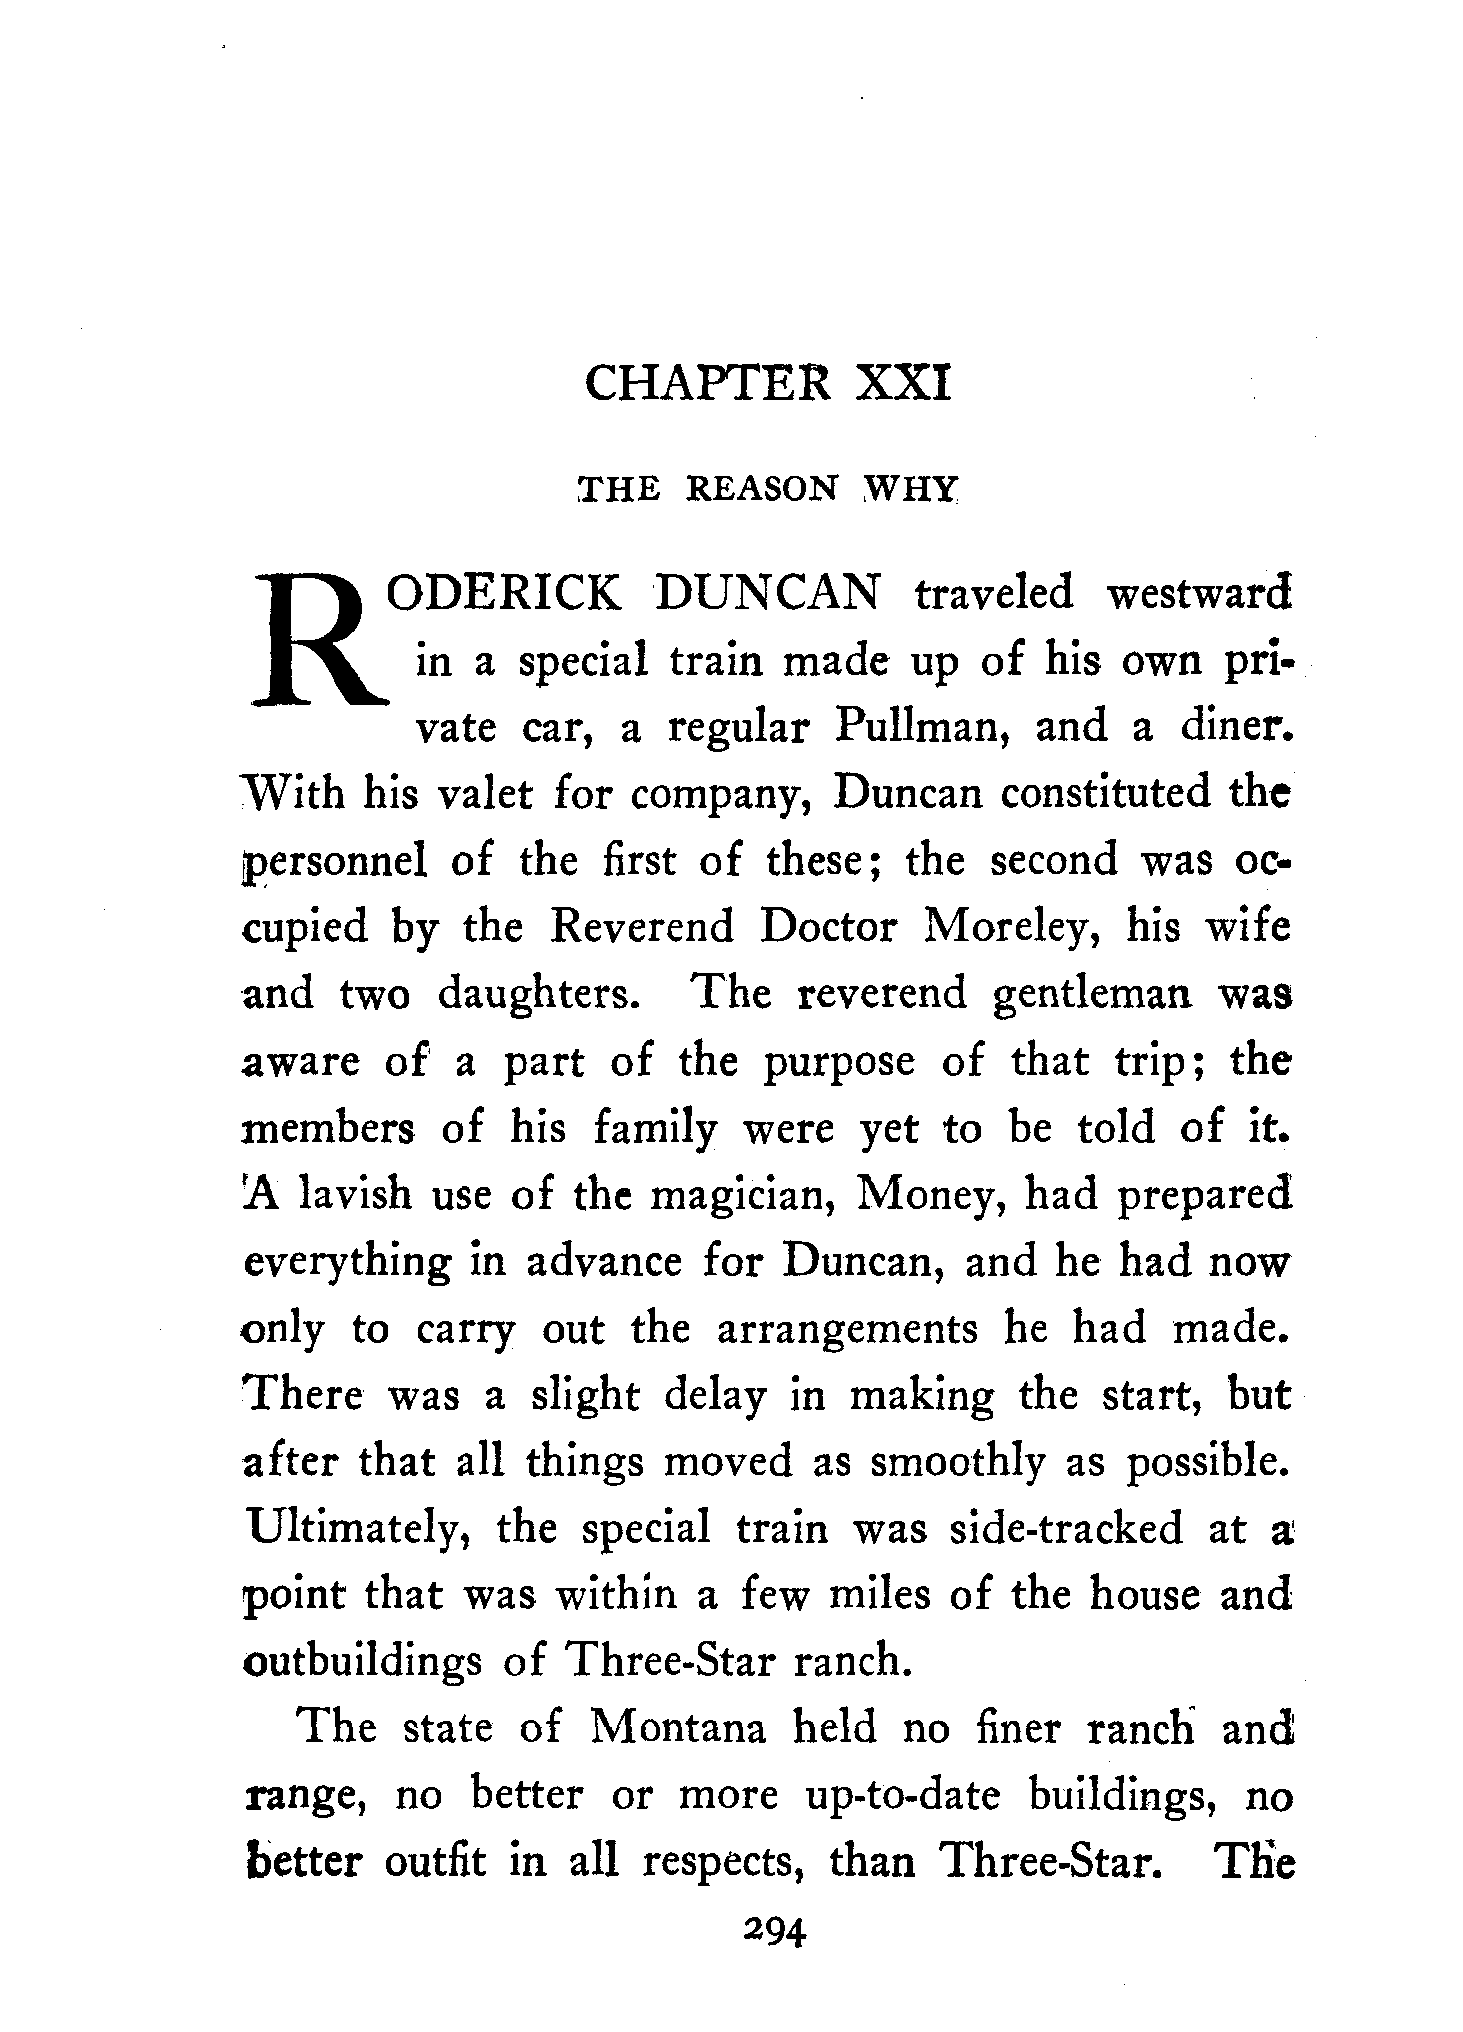 CHAPTER XXI
THE REASON WHY
RODERICK DUNCAN traveled westward
in a special train made up of his own pri-
vate car, a regular Pullman, and a diner.
With his valet for company, Duncan constituted the
personnel of the first of these; the second was oc-
cupied by the Reverend Doctor Moreley, his wife
and two daughters. The reverend gentleman was
aware of a part of the purpose of that trip; the
members of his family were yet to be told of it.
A lavish use of the magician, Money, had prepared
everything in advance for Duncan, and he had now
only to carry out the arrangements he had made.
There was a slight delay in making the start, but
after that all things moved as smoothly as possible.
Ultimately, the special train was side-tracked at a
point that was within a few miles of the house and
outbuildings of Three-Star ranch.
The state of Montana held no finer ranch and
range, no better or more up-to-date buildings, no
better outfit in all respects, than Three-Star. The
294